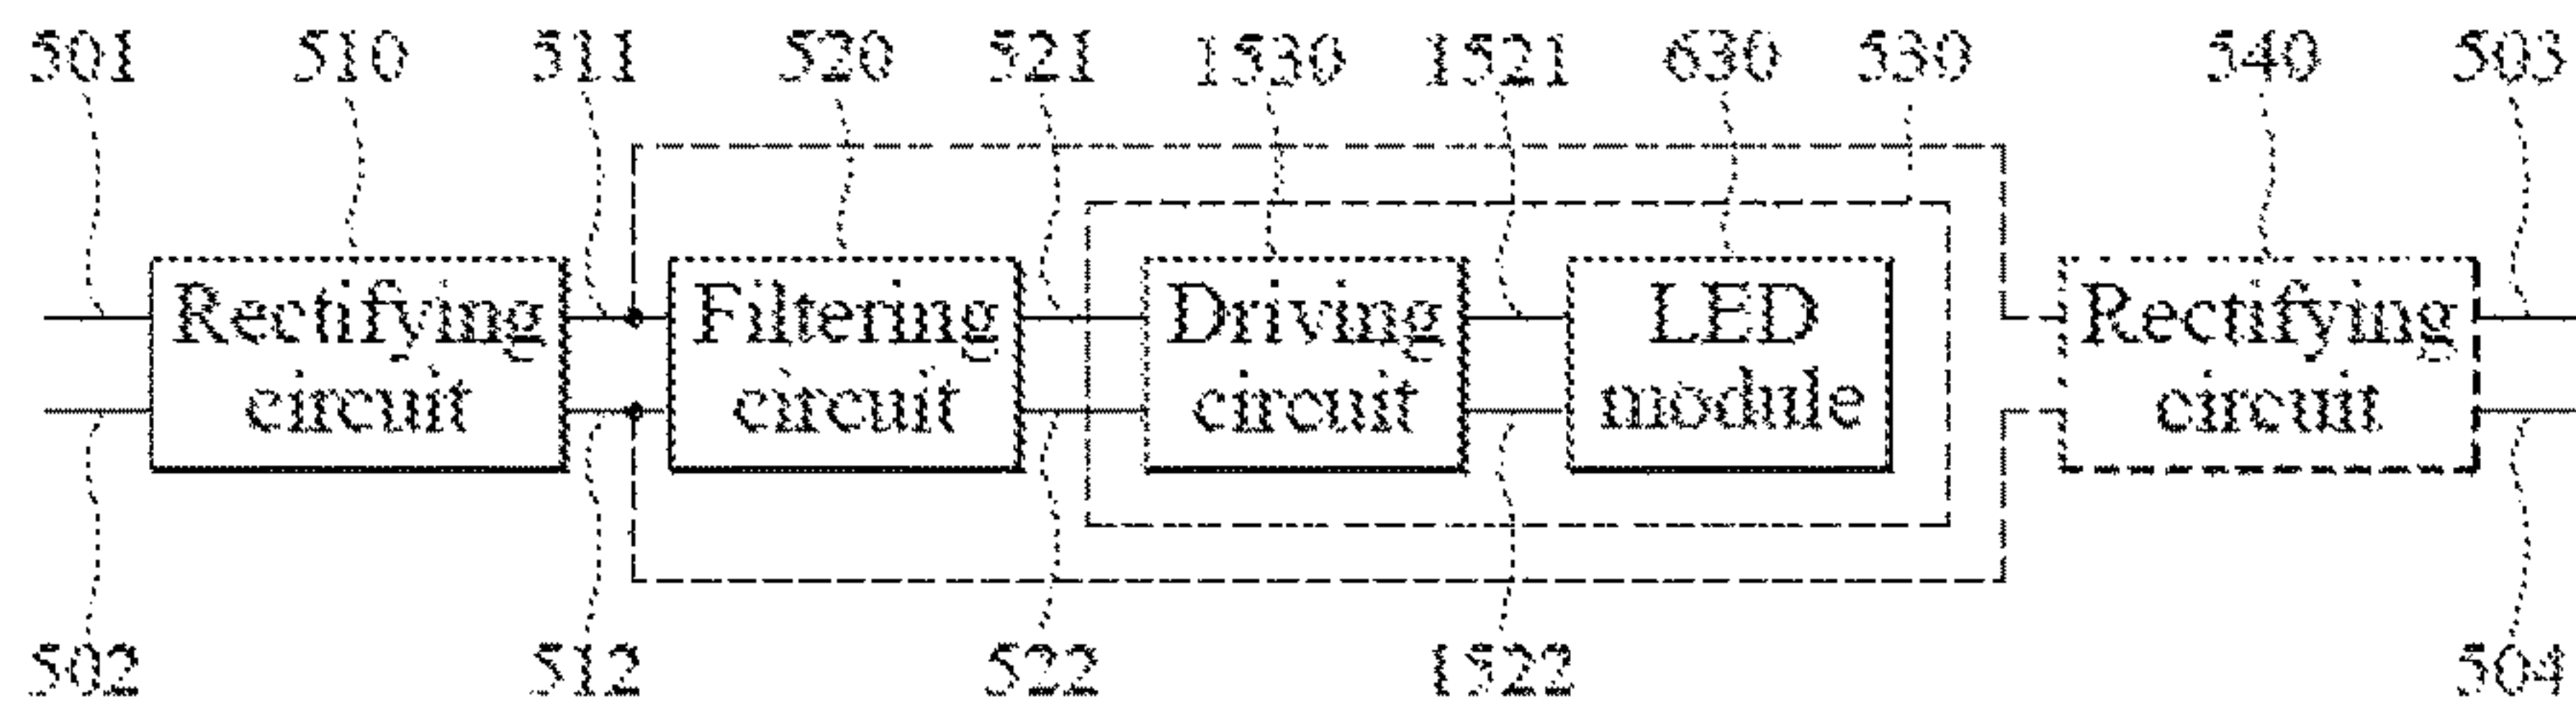 501 510 511 520 521 1530 1521 630 530 540 503
Rectifying circuit
Filtering circuit
Driving circuit
LED module
Rectifying circuit
502 512 522 1522 504